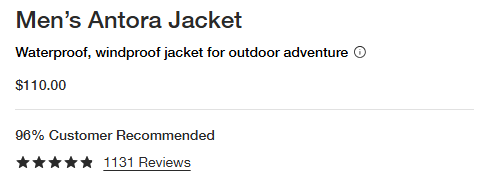 Men’s Antora Jacket
Waterproof, windproof jacket for outdoor adventure
$110.00
96% Customer Recommended
1131 Reviews